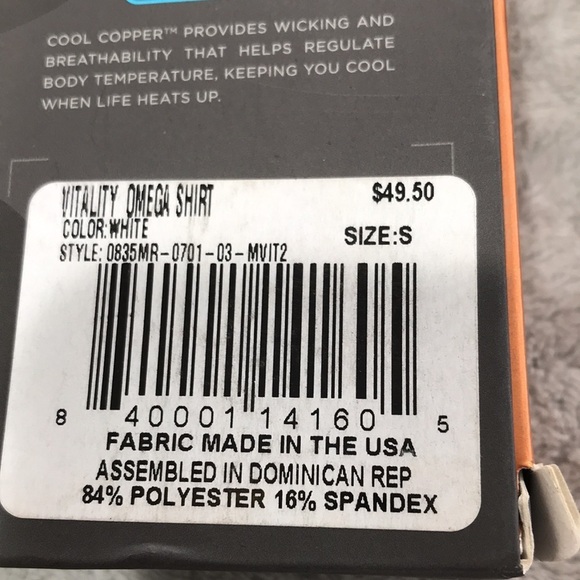 COOL COPPER™ PROVIDES WICKING AND
BREATHABILITY THAT HELPS REGULATE
BODY TEMPERATURE, KEEPING YOU COOL
WHEN LIFE HEATS UP.
VITALITY OMEGA SHIRT $49.50
COLOR:WHITE
SIZE:S
STYLE: 0835MR-0701-03-MVIT2
8 40001 14160 5
FABRIC MADE IN THE USA
ASSEMBLED IN DOMINICAN REP
84% POLYESTER 16% SPANDEX